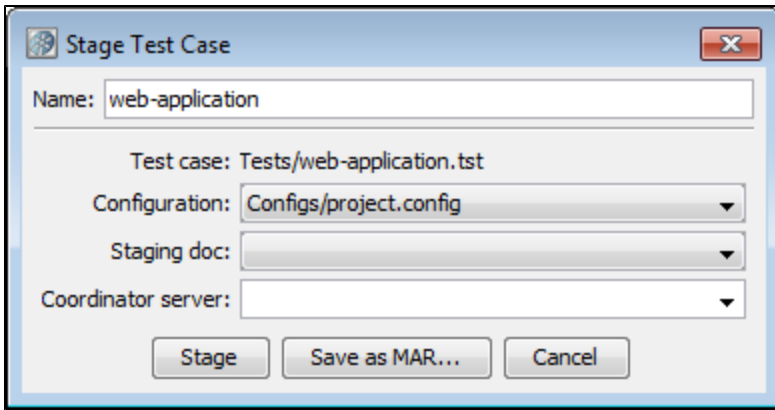 Stage Test Case
Name: web-application
Test case: Tests/web-application.tst
Configuration: Configs/project.config
Staging doc:
Coordinator server:
Stage Save as MAR... Cancel